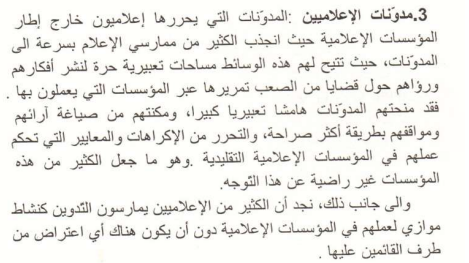 3.مدوّنات الإعلاميين :المدوّنات التي يحررها إعلاميون خارج إطار
المؤسسات الإعلامية حيث انجذب الكثير من ممارسي الإعلام بسرعة الى
المدوّنات، حيث تتيح لهم هذه الوسائط مساحات تعبيرية حرة لنشر أفكارهم
ورؤاهم حول قضايا من الصعب تمريرها عبر المؤسسات التي يعملون بها .
فقد منحتهم المدوّنات هامشا تعبيريا كبيرا، ومكنتهم من صياغة آرائهم
ومواقفهم بطريقة أكثر صراحة، والتحرر من الإكراهات والمعايير التي تحكم
عملهم في المؤسسات الإعلامية التقليدية .وهو ما جعل الكثير من هذه
المؤسسات غير راضية عن هذا التّوجه.
والى جانب ذلك، نجد أن الكثير من الإعلاميين يمارسون التّدوين كنشاط
موازي لعملهم في المؤسسات الإعلامية دون أن يكون هناك أي اعتراض من
طرف القائمين عليها .